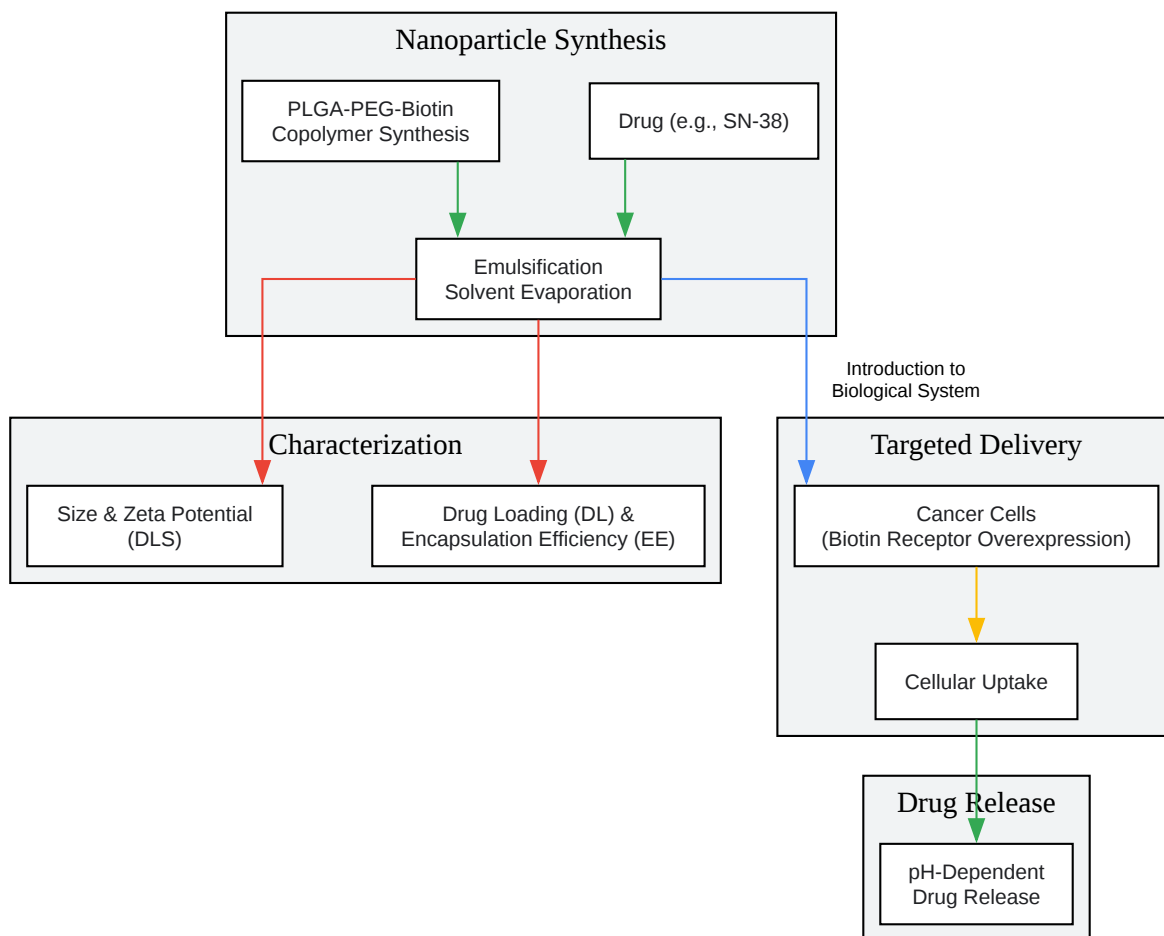 Nanoparticle Synthesis
PLGA-PEG-Biotin
Copolymer Synthesis
Drug (e.g., SN-38)
Emulsification
Solvent Evaporation
Introduction to
Biological System
Characterization
Size & Zeta Potential
(DLS)
Drug Loading (DL) &
Encapsulation Efficiency (EE)
Targeted Delivery
Cancer Cells
(Biotin Receptor Overexpression)
Cellular Uptake
Drug Release
pH-Dependent
Drug Release